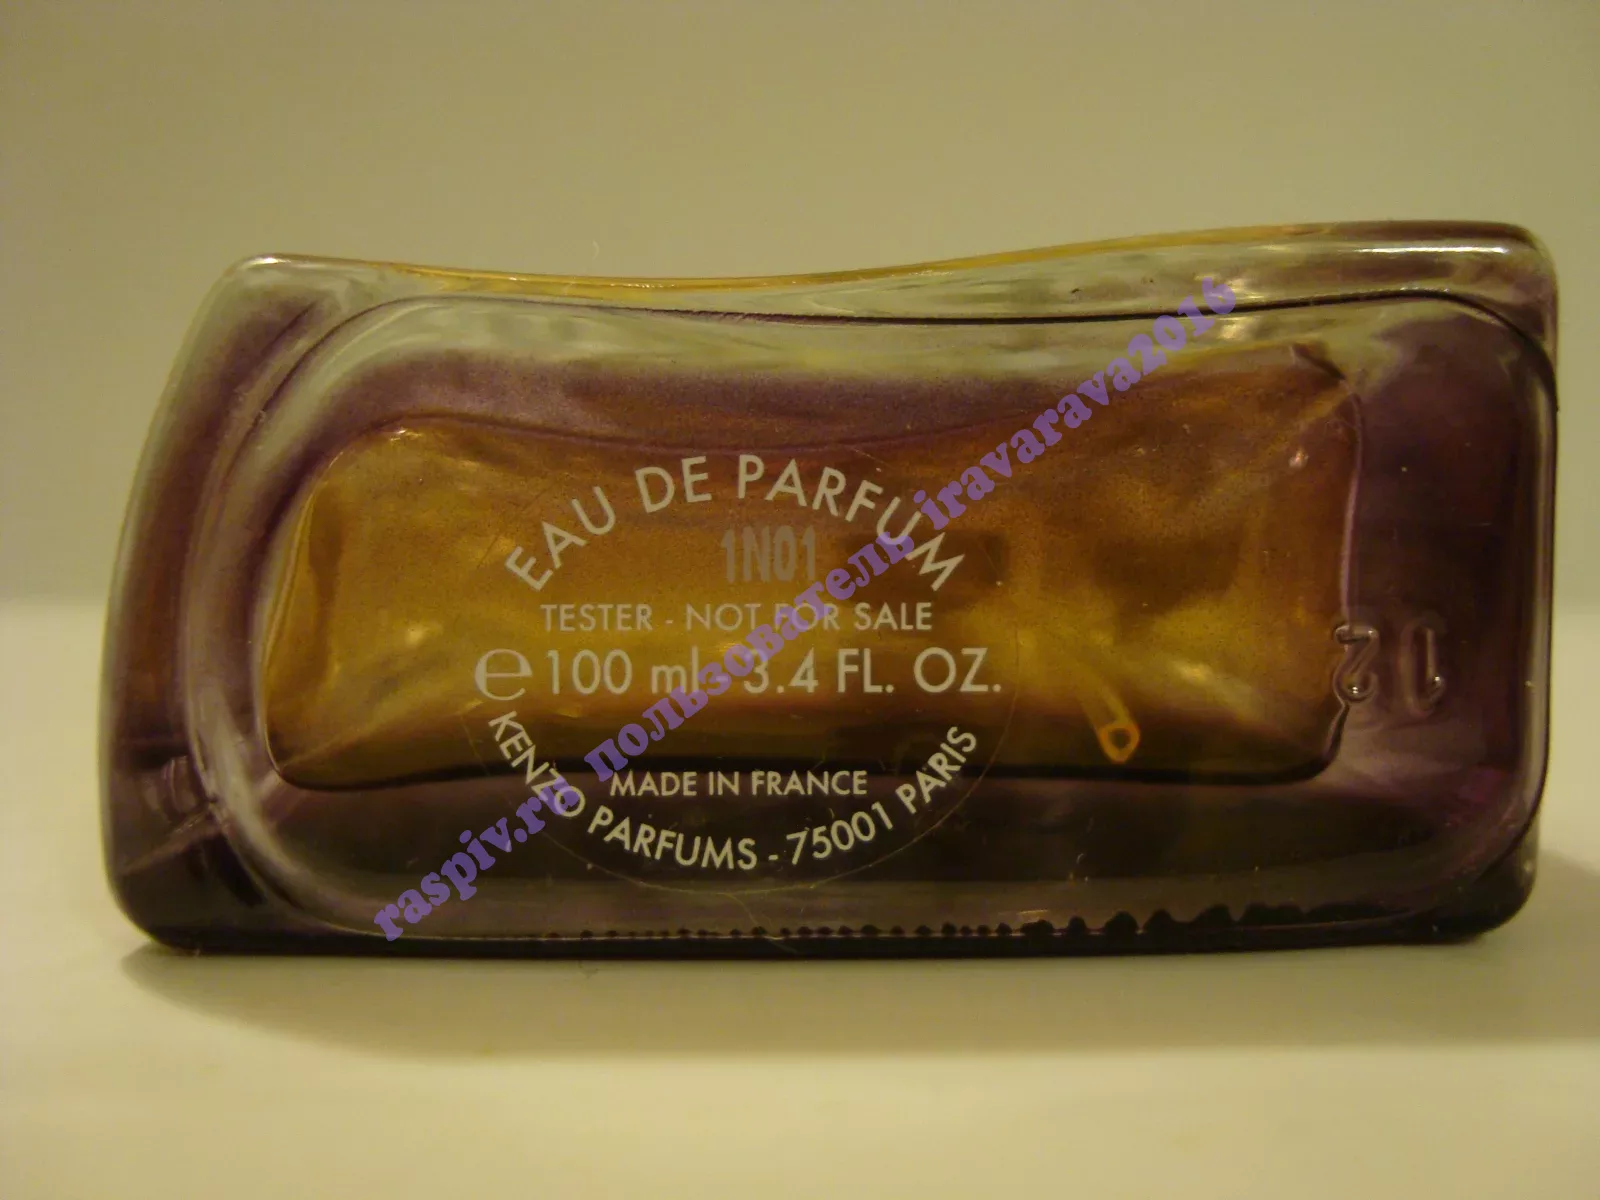 EAU DE PARFUM
1N01
TESTER - NOT FOR SALE
℮ 100 ml - 3.4 FL. OZ.
MADE IN FRANCE
KENZO PARFUMS - 75001 PARIS
12
raspiv.ru пользователь iravarava2016